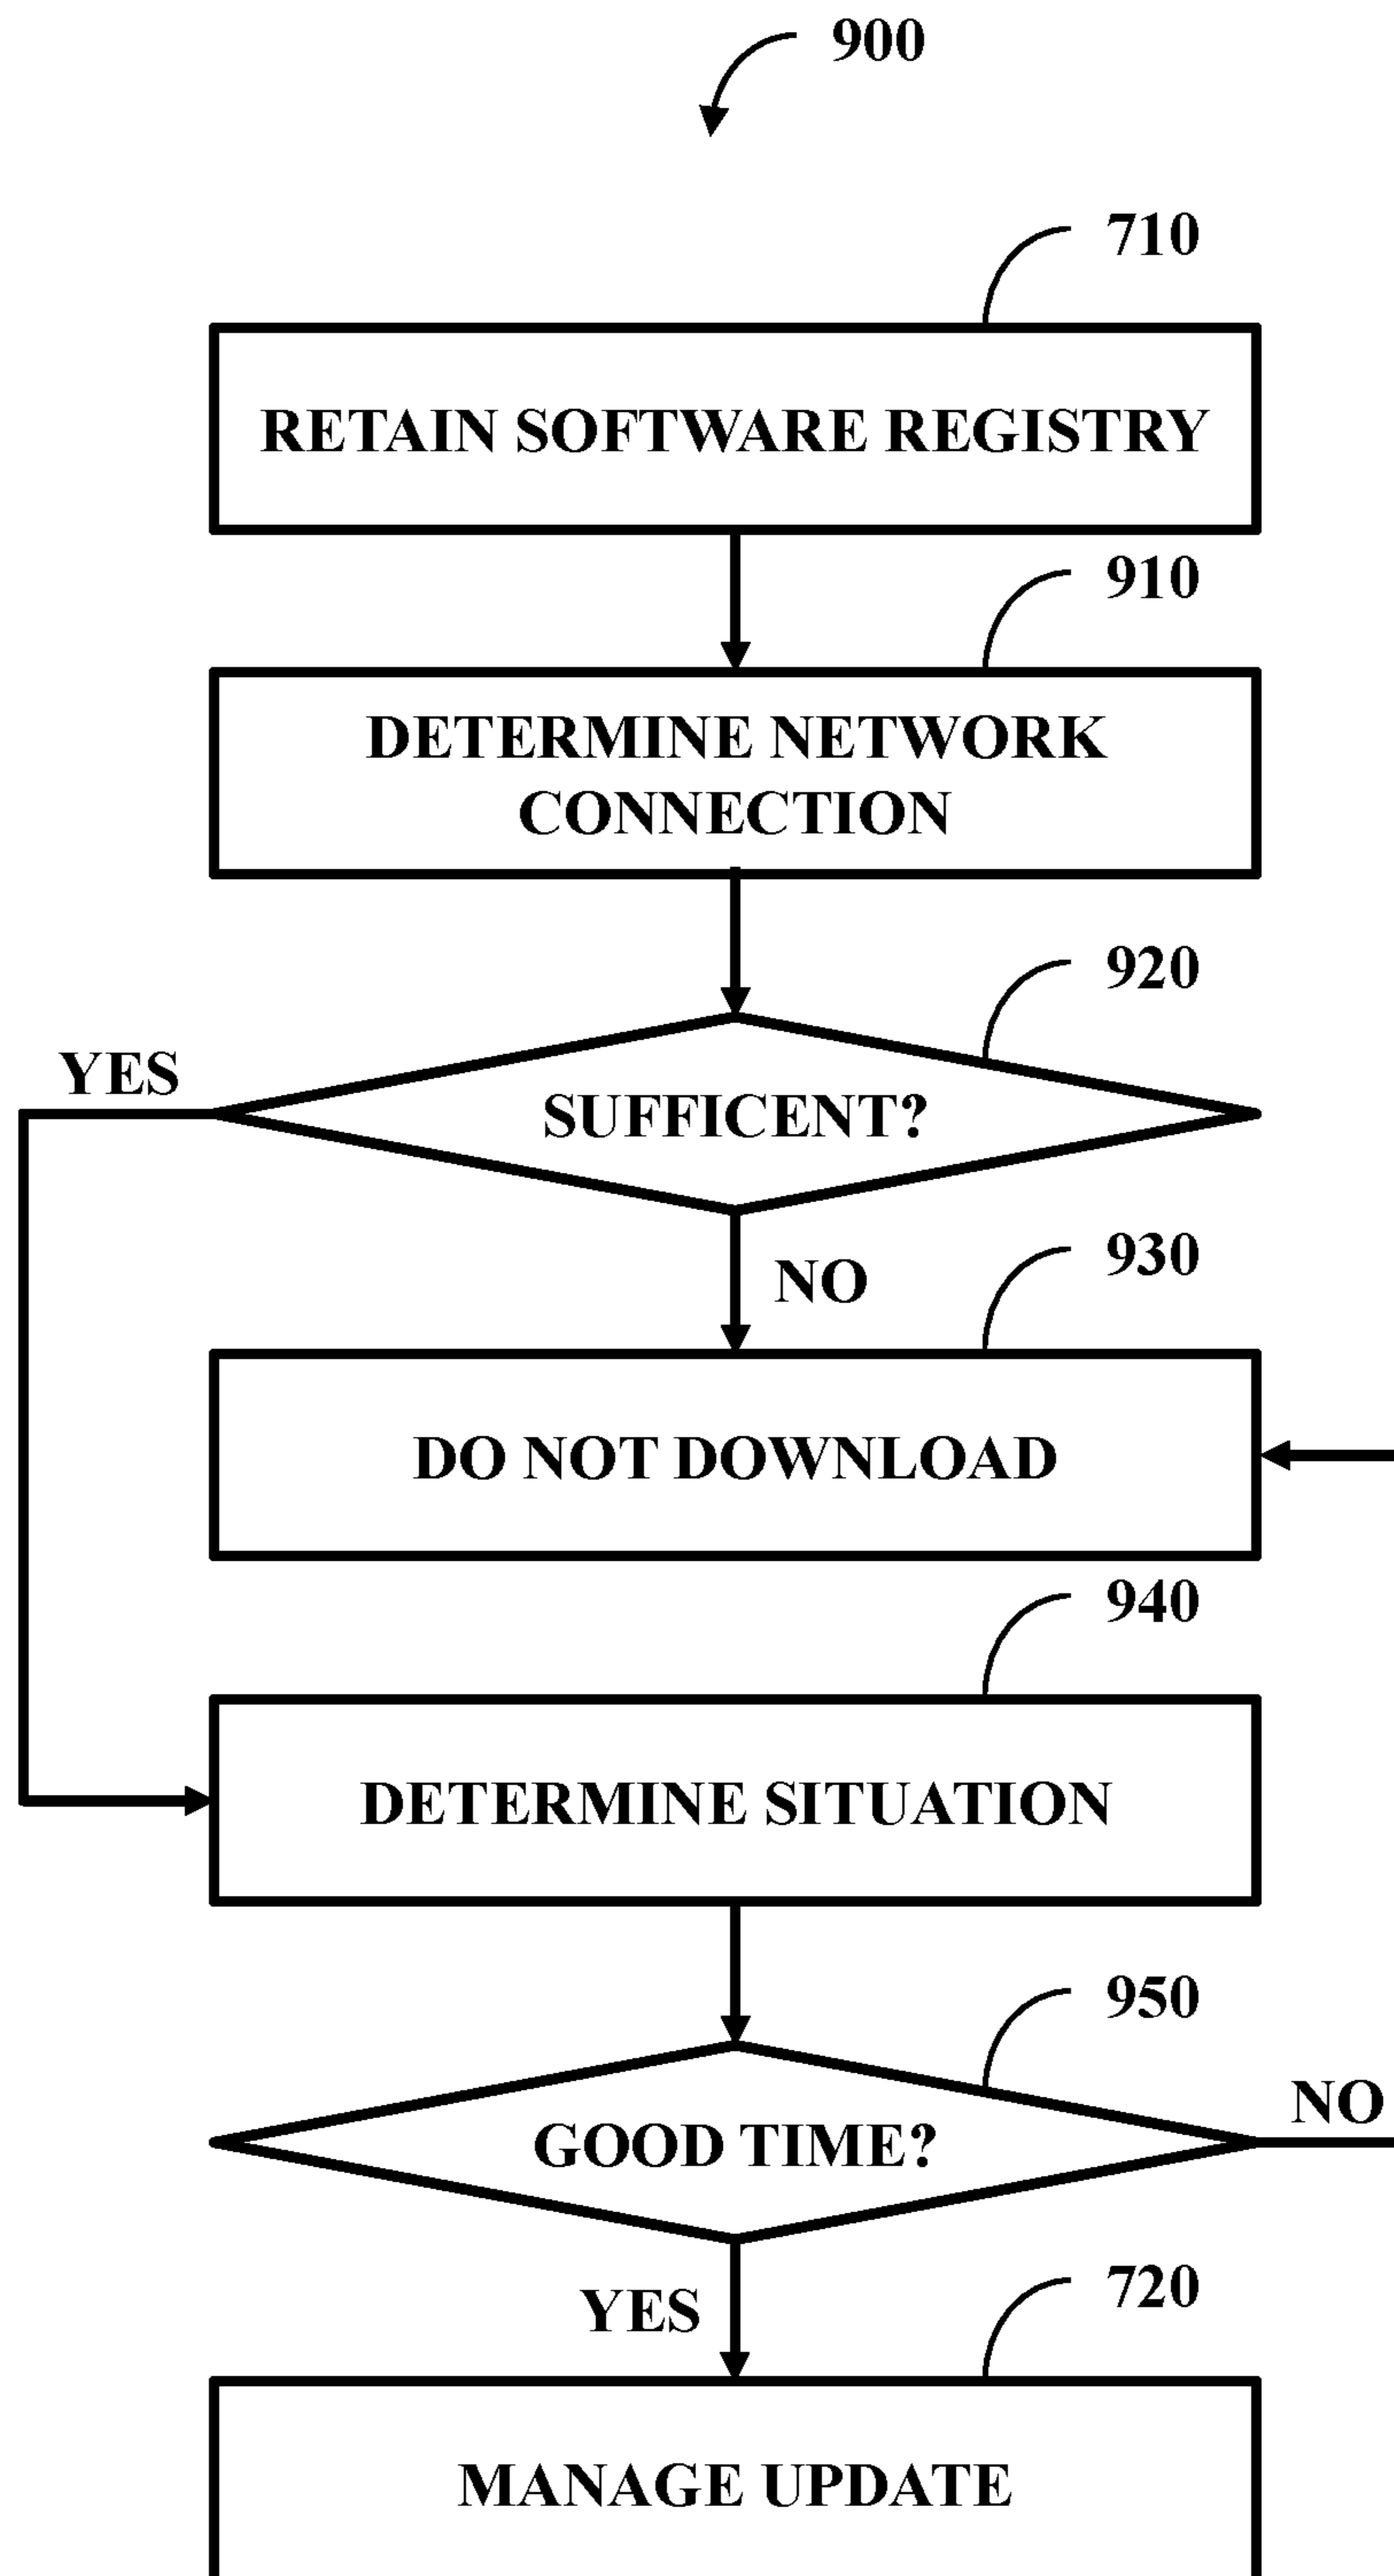 900
710
RETAIN SOFTWARE REGISTRY
910
DETERMINE NETWORK
CONNECTION
920
YES
SUFFICENT?
930
NO
DO NOT DOWNLOAD
940
DETERMINE SITUATION
950
NO
GOOD TIME?
720
YES
MANAGE UPDATE